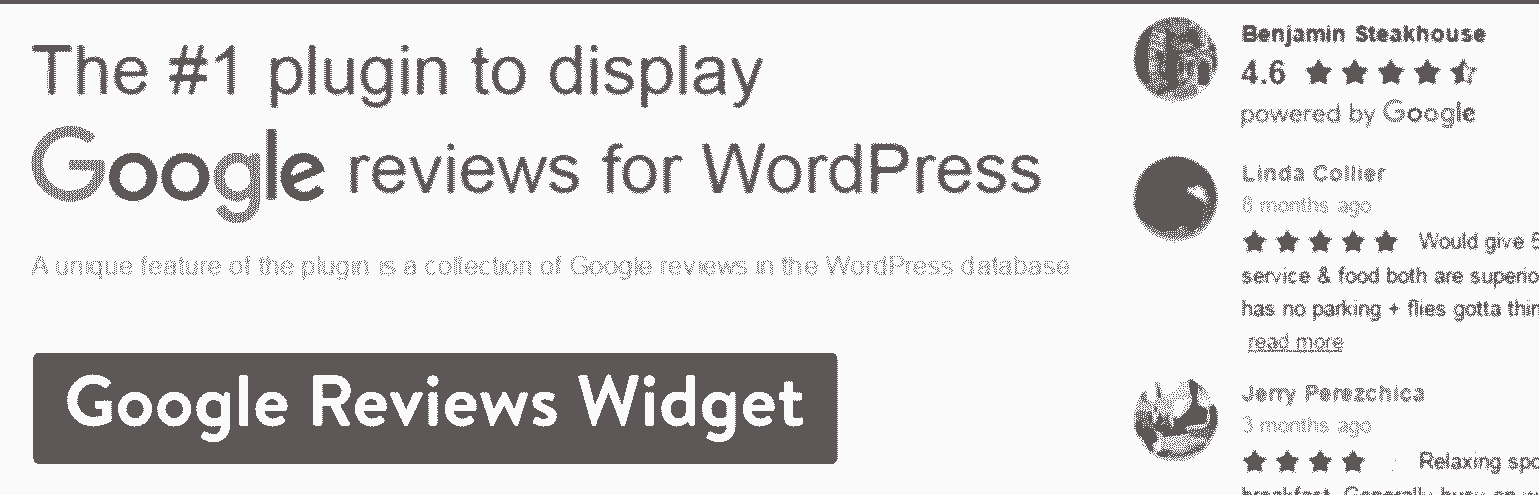 The #1 plugin to display
Google reviews for WordPress
A unique feature of the plugin is a collection of Google reviews in the WordPress database
Google Reviews Widget
Benjamin Steakhouse
4.6
powered by Google
Linda Collier
8 months ago
Would give
service & food both are
has no parking + flies gotta
read more
Jerry Perezchica
3 months ago
Relaxing
breakfast. Generally busy